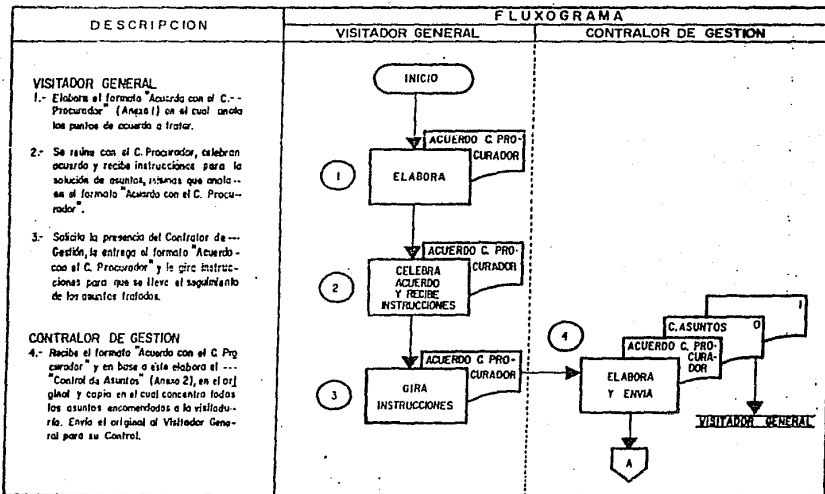 DESCRIPCION
FLUXOGRAMA
VISITADOR GENERAL
CONTRALOR DE GESTION
VISITADOR GENERAL
1.- Elabora el formato "Acuerdo con el C.--
Procurador" (Anexo 1) en el cual anota
los puntos de acuerdo a tratar.
2.- Se reúne con el C. Procurador, celebran
acuerdo y recibe instrucciones para la
solución de asuntos, mismas que anota--
en el formato "Acuerdo con el C. Procu-
rador".
3.- Solicita la presencia del Contralor de ---
Gestión, le entrega el formato "Acuerdo-
con el C. Procurador" y le gira instruc-
ciones para que se lleve el seguimiento
de los asuntos tratados.
CONTRALOR DE GESTION
4.- Recibe el formato "Acuerdo con el C. Pro
curador" y en base a éste elabora el ---
"Control de Asuntos" (Anexo 2), en ori
ginal y copia en el cual concentra todos
los asuntos encomendados a la visitadu-
ría. Envía el original al Visitador Gene-
ral para su Control.
INICIO
ACUERDO C. PRO-
CURADOR
1
ELABORA
ACUERDO C. PRO-
CURADOR
2
CELEBRA
ACUERDO
Y RECIBE
INSTRUCCIONES
ACUERDO C. PRO-
CURADOR
3
GIRA
INSTRUCCIONES
4
1
C. ASUNTOS 0
ACUERDO C. PRO-
CURA-
DOR
ELABORA
Y ENVIA
VISITADOR GENERAL
A